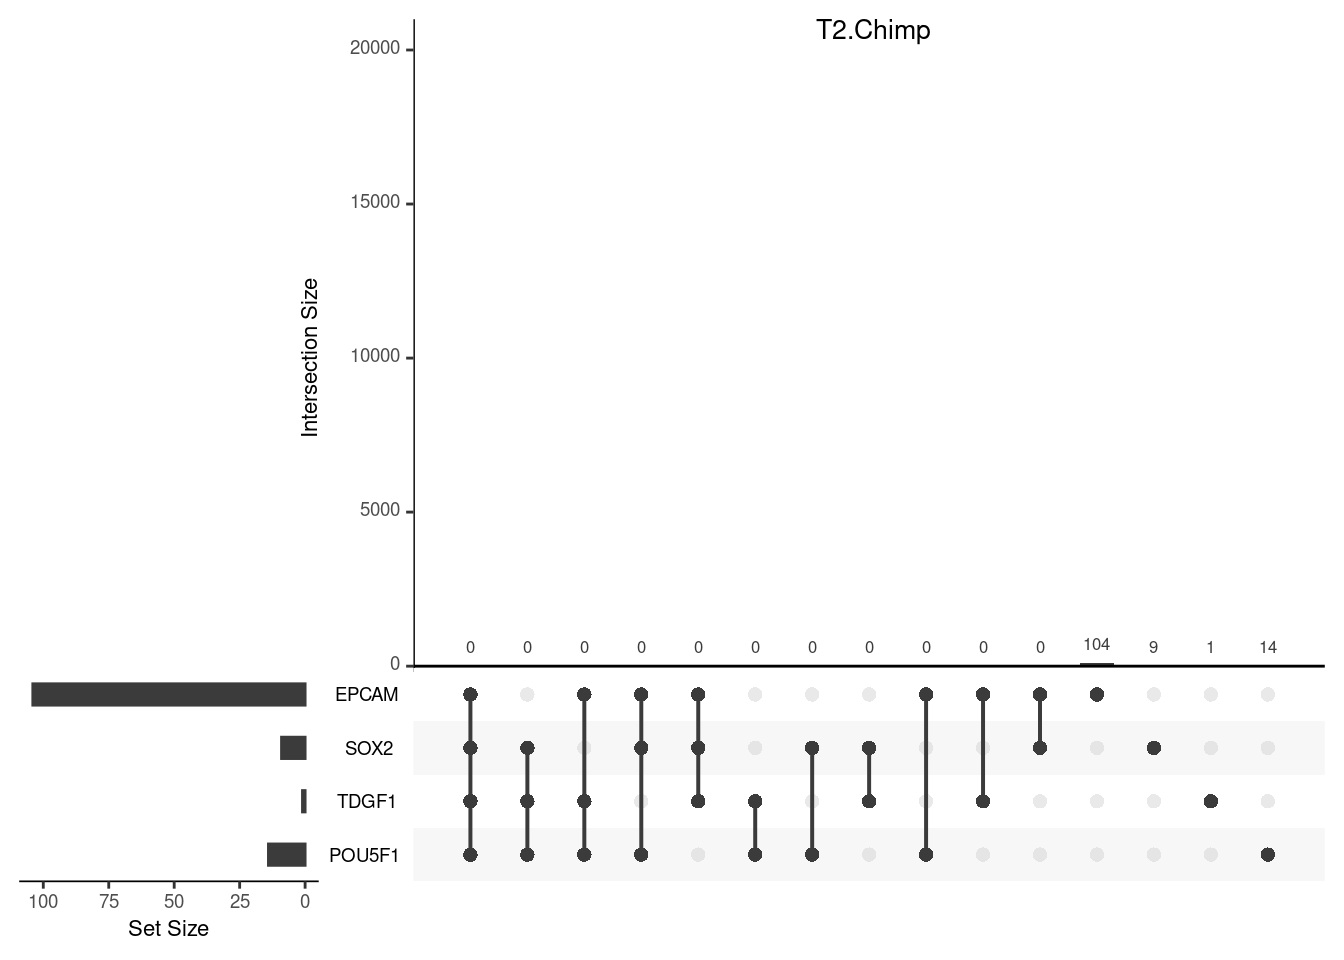 T2.Chimp
20000
15000
10000
5000
0
Intersection Size
0 0 0 0 0 0 0 0 0 0 0 104 9 1 14
EPCAM
SOX2
TDGF1
POU5F1
100 75 50 25 0
Set Size